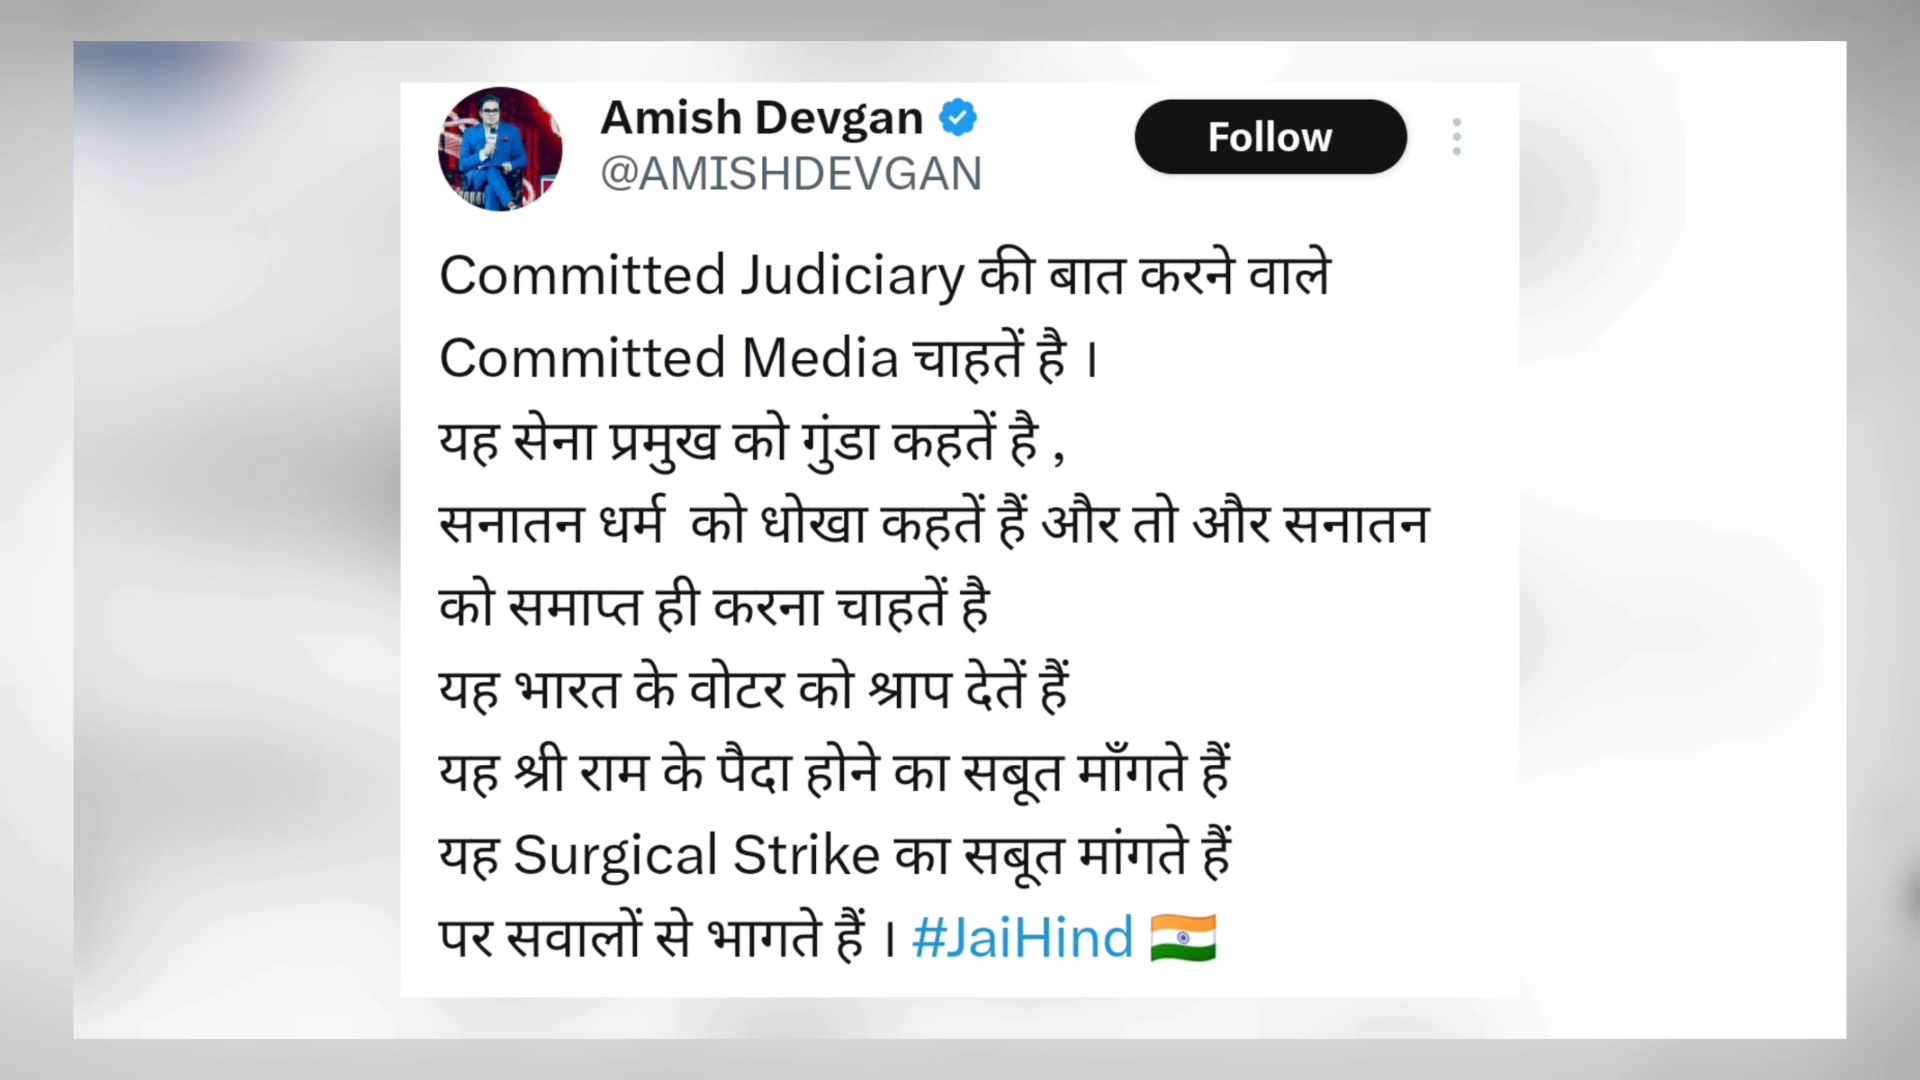 Amish Devgan
@AMISHDEVGAN
Follow
Committed Judiciary की बात करने वाले
Committed Media चाहतें है ।
यह सेना प्रमुख को गुंडा कहतें है ,
सनातन धर्म  को धोखा कहतें हैं और तो और सनातन
को समाप्त ही करना चाहतें है
यह भारत के वोटर को श्राप देतें हैं
यह श्री राम के पैदा होने का सबूत माँगते हैं
यह Surgical Strike का सबूत मांगते हैं
पर सवालों से भागते हैं । #JaiHind 🇮🇳